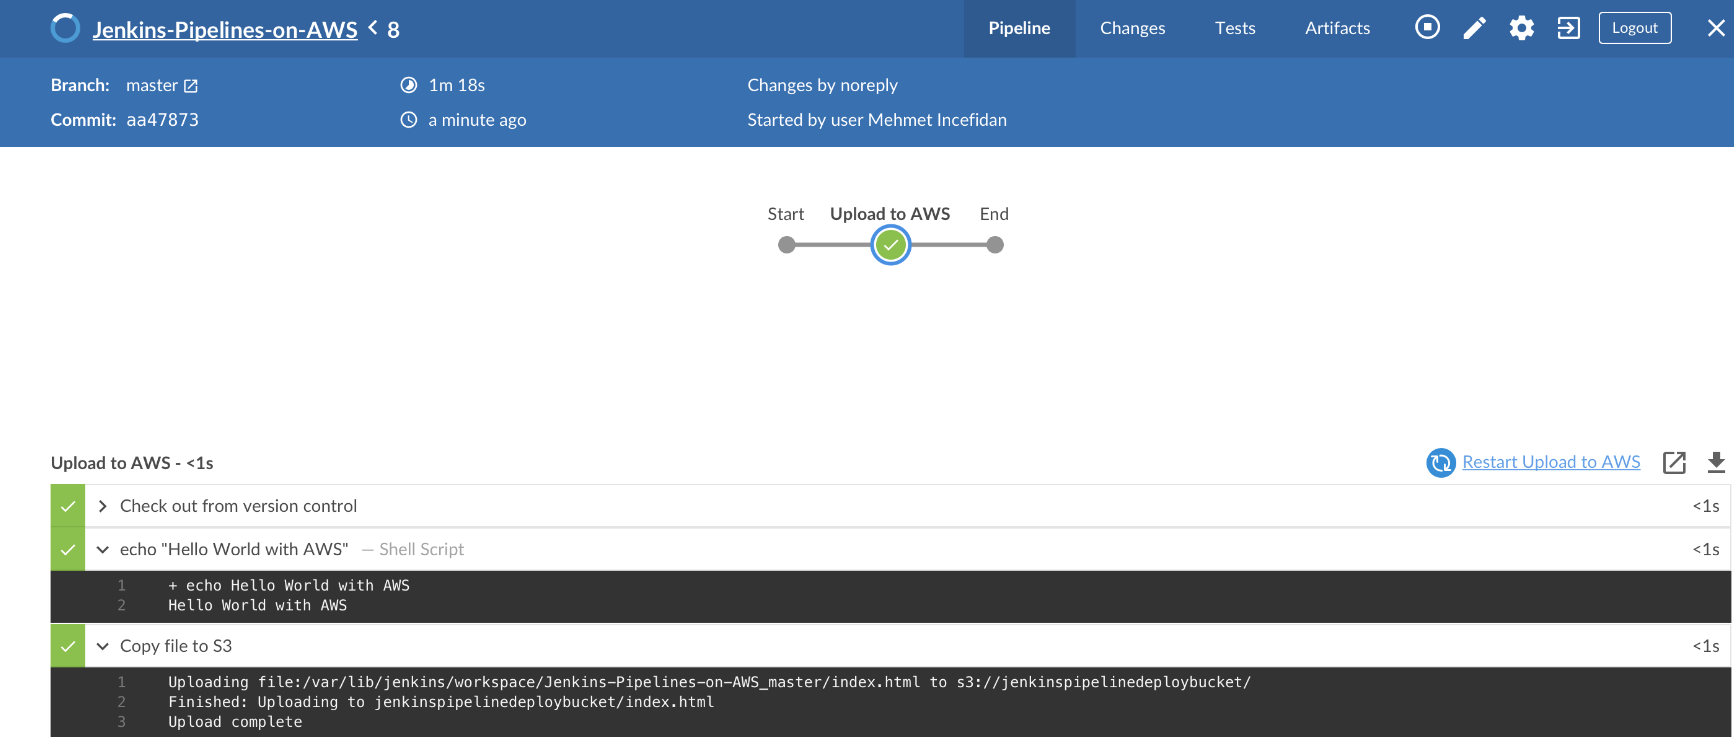 Jenkins-Pipelines-on-AWS < 8
Pipeline Changes Tests Artifacts Logout
Branch: master 1m 18s Changes by noreply
Commit: aa47873 a minute ago Started by user Mehmet Incefidan
Start Upload to AWS End
Upload to AWS - <1s Restart Upload to AWS
Check out from version control <1s
echo "Hello World with AWS" — Shell Script <1s
1 + echo Hello World with AWS
2 Hello World with AWS
Copy file to S3 <1s
1 Uploading file:/var/lib/jenkins/workspace/Jenkins-Pipelines-on-AWS_master/index.html to s3://jenkinspipelinedeploybucket/
2 Finished: Uploading to jenkinspipelinedeploybucket/index.html
3 Upload complete